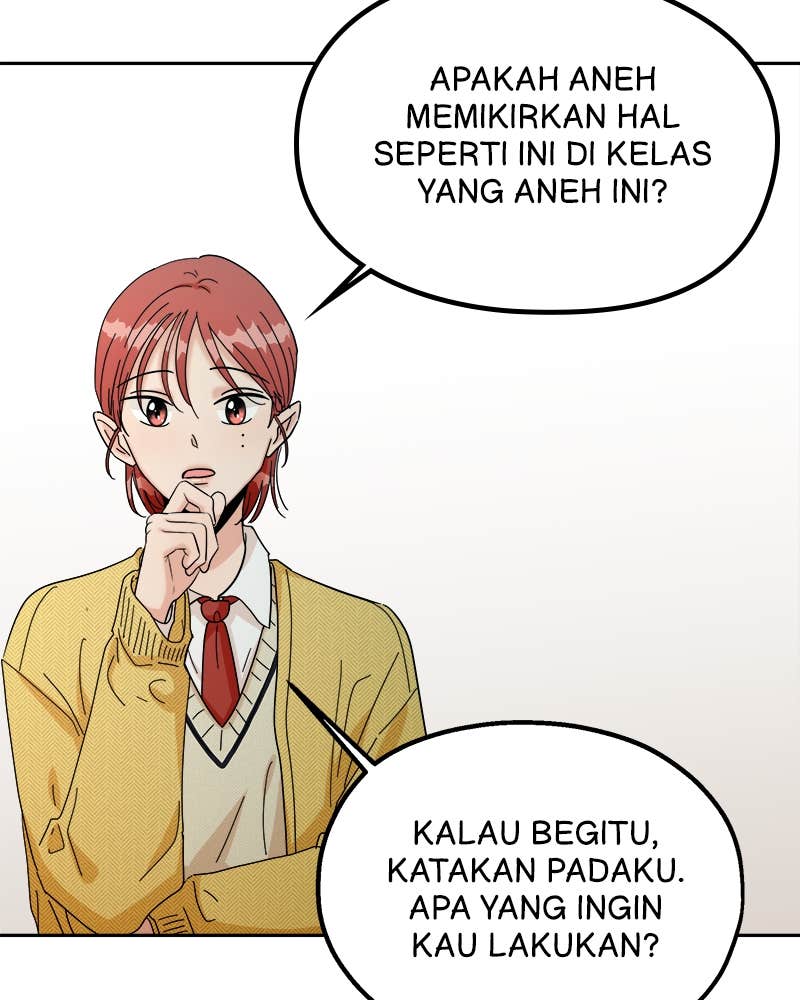 APAKAH ANEH
MEMIKIRKAN HAL
SEPERTI INI DI KELAS
YANG ANEH INI?
KALAU BEGITU,
KATAKAN PADAKU.
APA YANG INGIN
KAU LAKUKAN?